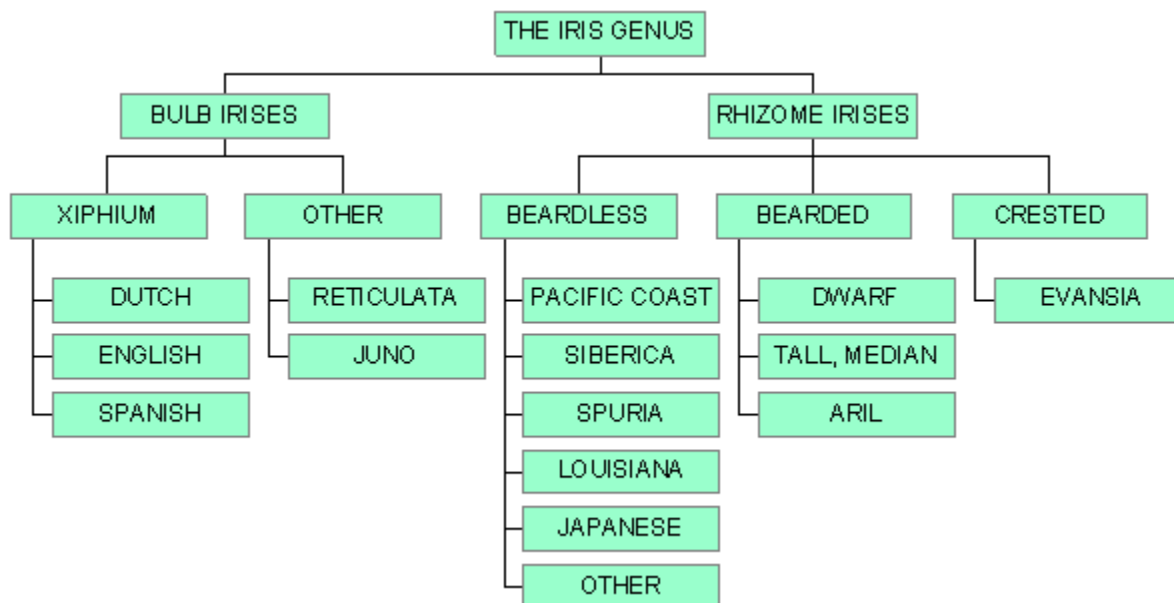 THE IRIS GENUS
BULB IRISES
RHIZOME IRISES
XIPHIUM
OTHER
BEARDLESS
BEARDED
CRESTED
DUTCH
RETICULATA
PACIFIC COAST
DWARF
EVANSIA
ENGLISH
JUNO
SIBERICA
TALL, MEDIAN
SPANISH
SPURIA
ARIL
LOUISIANA
JAPANESE
OTHER